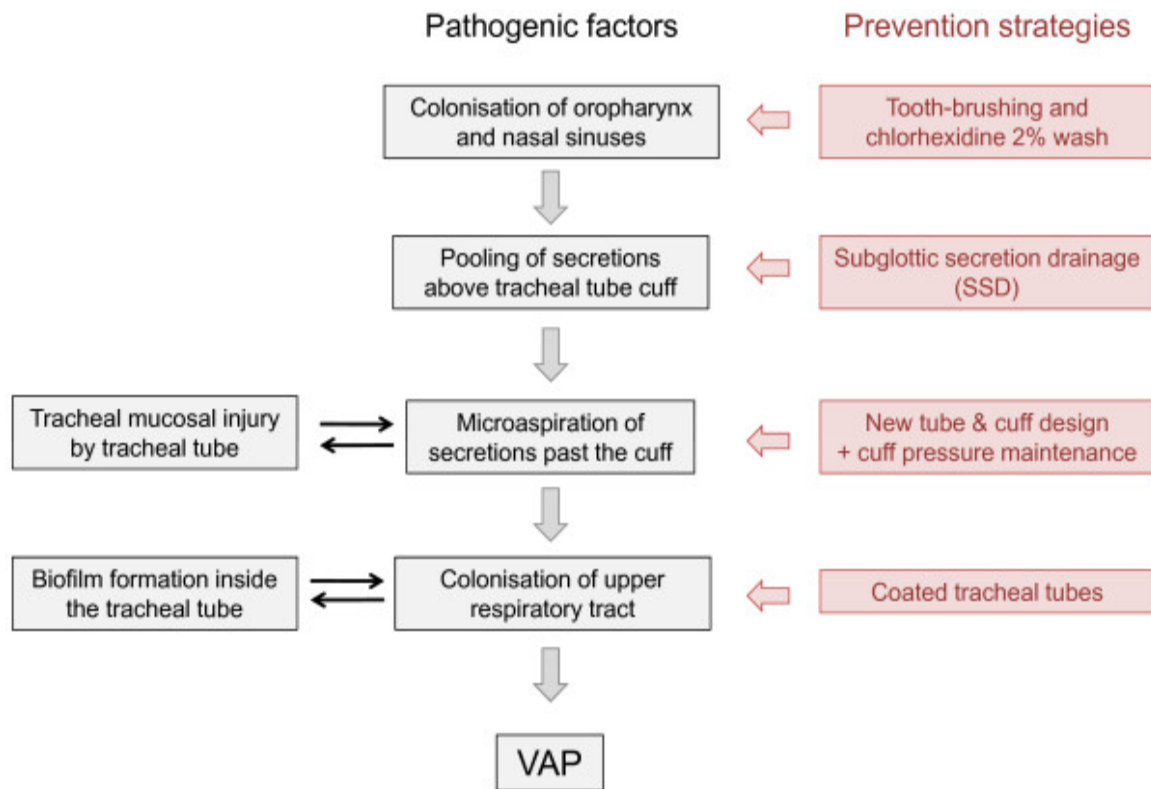 Pathogenic factors
Prevention strategies
Colonisation of oropharynx
and nasal sinuses
Tooth-brushing and
chlorhexidine 2% wash
Pooling of secretions
above tracheal tube cuff
Subglottic secretion drainage
(SSD)
Tracheal mucosal injury
by tracheal tube
Microaspiration of
secretions past the cuff
New tube & cuff design
+ cuff pressure maintenance
Biofilm formation inside
the tracheal tube
Colonisation of upper
respiratory tract
Coated tracheal tubes
VAP